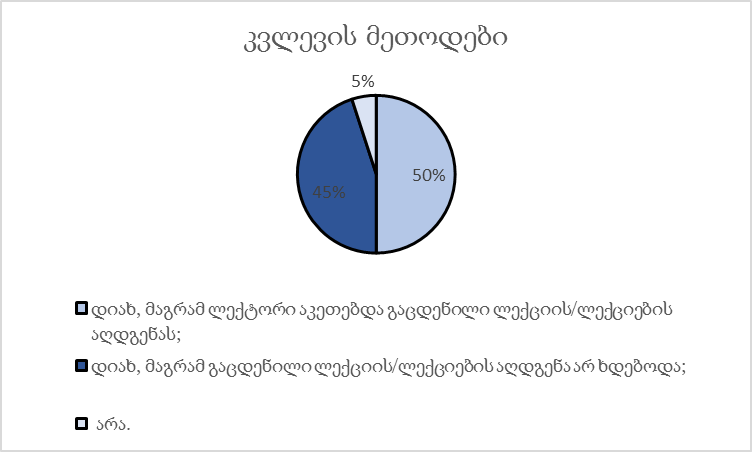 კვლევის მეთოდები
5%
50%
45%
დიახ, მაგრამ ლექტორი აკეთებდა გაცდენილი ლექციის/ლექციების
აღდგენას;
დიახ, მაგრამ გაცდენილი ლექციის/ლექციების აღდგენა არ ხდებოდა;
არა.